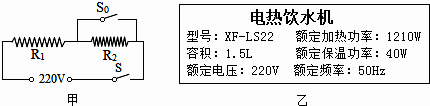 S₀
R₁ R₂
220V S
甲
电热饮水机
型号：XF-LS22 额定加热功率：1210W
容积：1.5L 额定保温功率：40W
额定电压：220V 额定频率：50Hz
乙